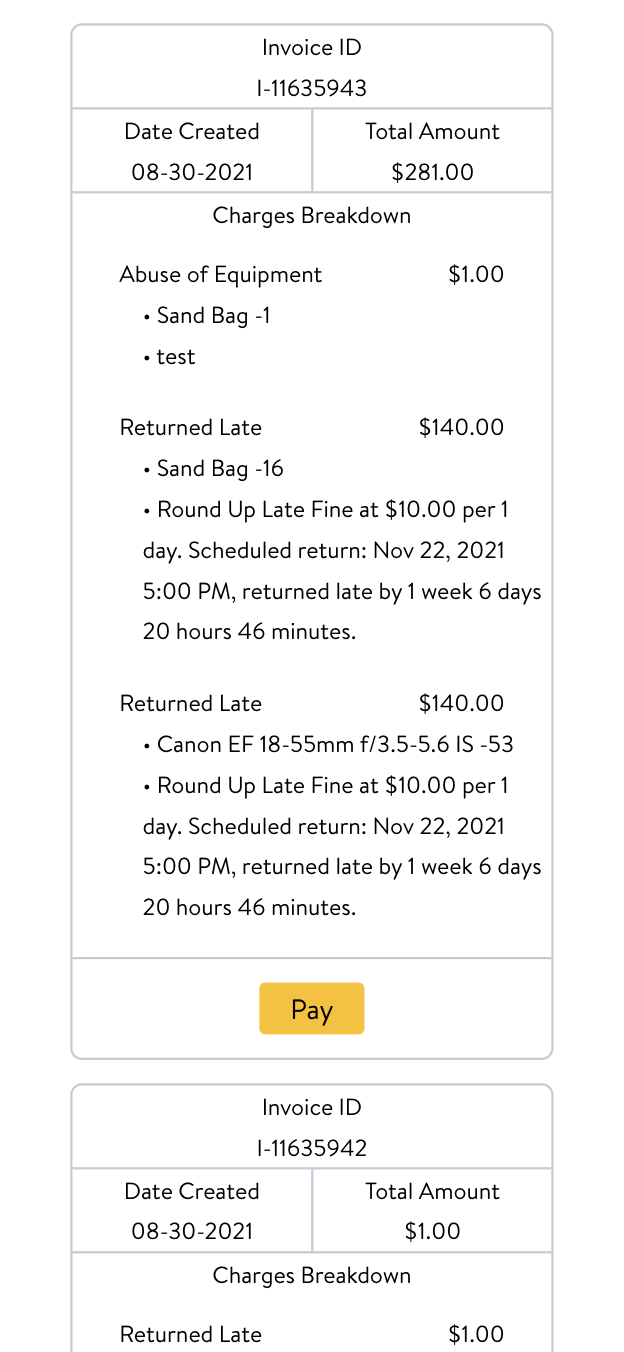 Invoice ID
I-11635943
Date Created
Total Amount
08-30-2021
$281.00
Charges Breakdown
Abuse of Equipment $1.00
• Sand Bag -1
• test
Returned Late $140.00
• Sand Bag -16
• Round Up Late Fine at $10.00 per 1
day. Scheduled return: Nov 22, 2021
5:00 PM, returned late by 1 week 6 days
20 hours 46 minutes.
Returned Late $140.00
• Canon EF 18-55mm f/3.5-5.6 IS -53
• Round Up Late Fine at $10.00 per 1
day. Scheduled return: Nov 22, 2021
5:00 PM, returned late by 1 week 6 days
20 hours 46 minutes.
Pay
Invoice ID
I-11635942
Date Created
Total Amount
08-30-2021
$1.00
Charges Breakdown
Returned Late $1.00